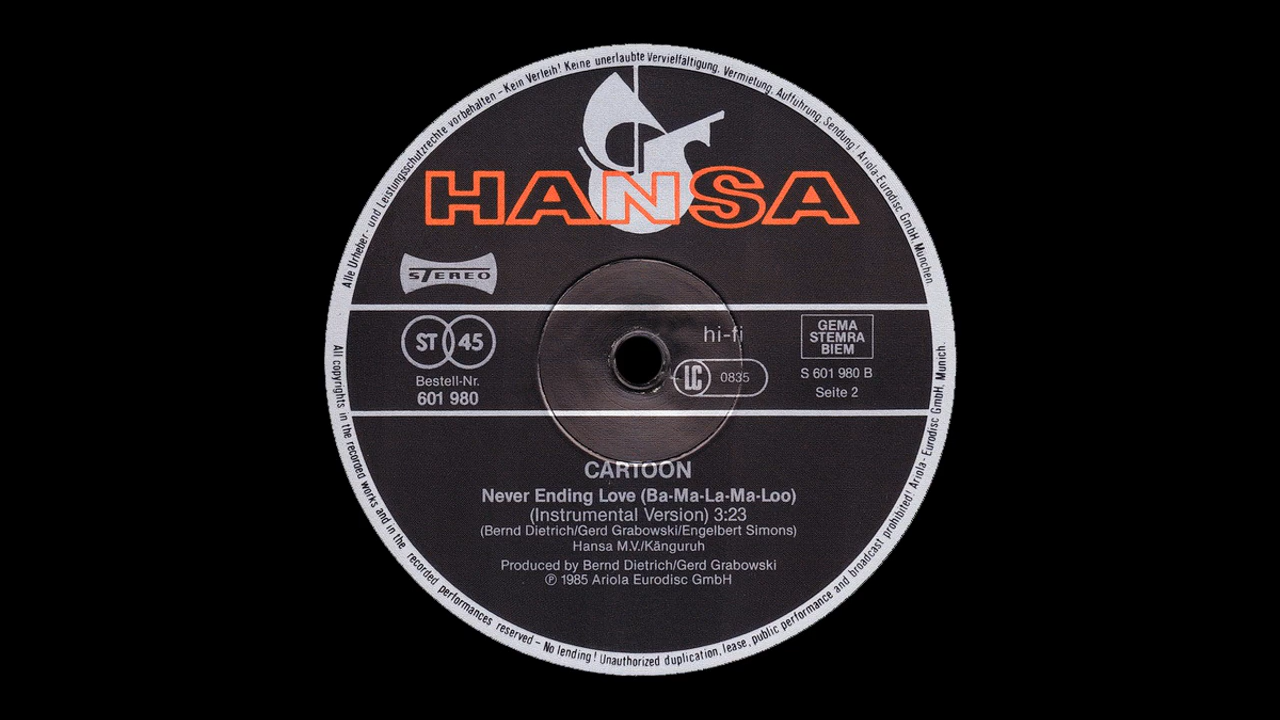 Alle Urheber- und Leistungsschutzrechte vorbehalten – Kein Verleih! Keine unerlaubte Vervielfältigung, Vermietung, Aufführung, Sendung! Ariola-Eurodisc GmbH, München.
HANSA
STEREO
ST 45
hi-fi
GEMA
STEMRA
BIEM
LC 0835
Bestell-Nr.
601 980
S 601 980 B
Seite 2
CARTOON
Never Ending Love (Ba-Ma-La-Ma-Loo)
(Instrumental Version) 3:23
(Bernd Dietrich/Gerd Grabowski/Engelbert Simons)
Hansa M.V./Känguruh
Produced by Bernd Dietrich/Gerd Grabowski
℗ 1985 Ariola Eurodisc GmbH
All copyrights in the recorded works and in the recorded performances reserved – No lending! Unauthorized duplication, lease, public performance and broadcast prohibited! Ariola-Eurodisc GmbH, Munich.